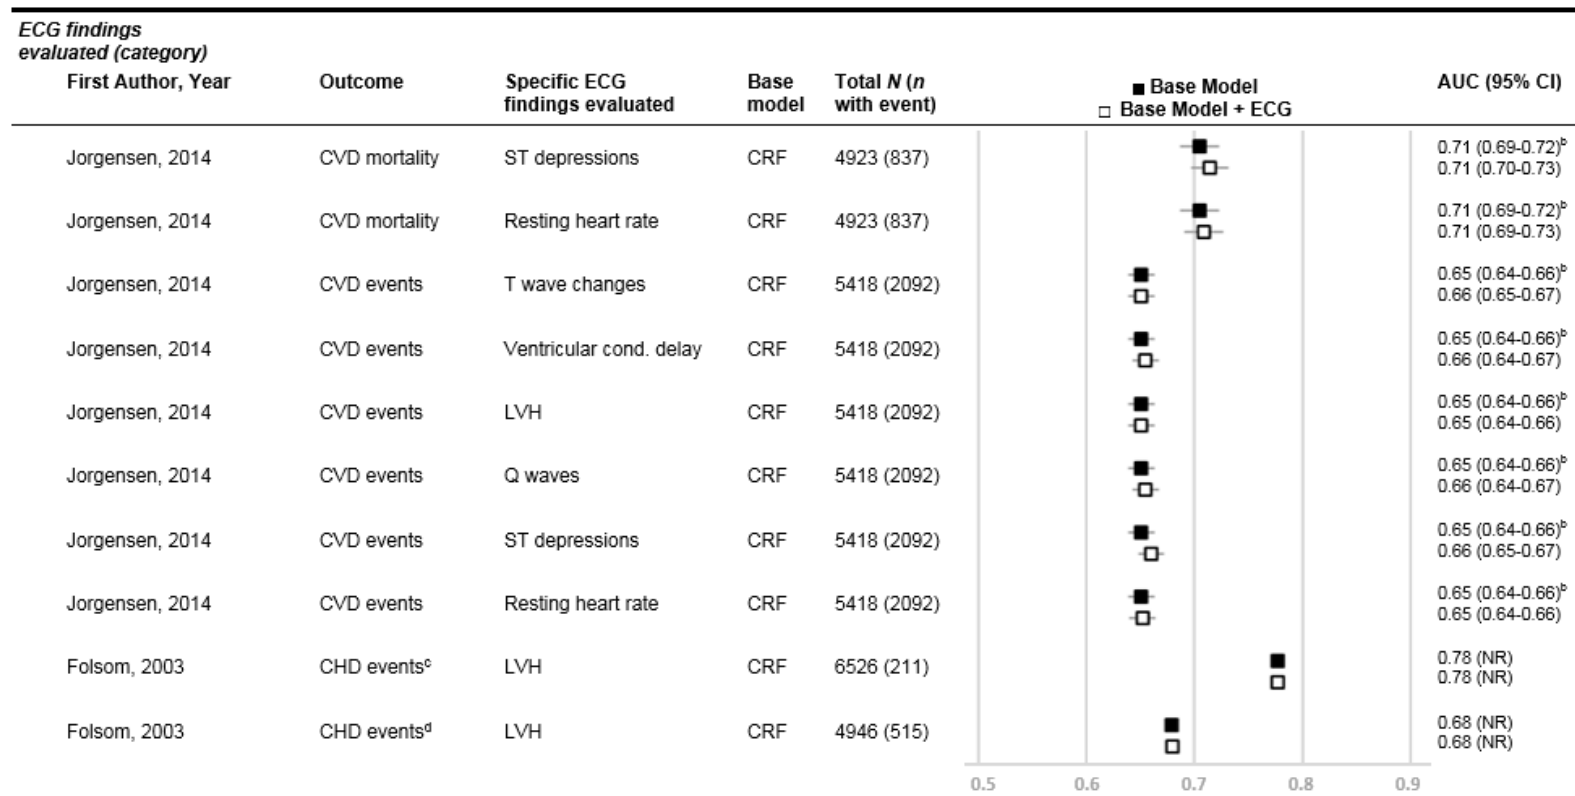 ECG findings
evaluated (category)
First Author, Year Outcome Specific ECG findings evaluated Base model Total N (n with event) ■ Base Model □ Base Model + ECG AUC (95% CI)
Jorgensen, 2014 CVD mortality ST depressions CRF 4923 (837) 0.71 (0.69-0.72)ᵇ
0.71 (0.70-0.73)
Jorgensen, 2014 CVD mortality Resting heart rate CRF 4923 (837) 0.71 (0.69-0.72)ᵇ
0.71 (0.69-0.73)
Jorgensen, 2014 CVD events T wave changes CRF 5418 (2092) 0.65 (0.64-0.66)ᵇ
0.66 (0.65-0.67)
Jorgensen, 2014 CVD events Ventricular cond. delay CRF 5418 (2092) 0.65 (0.64-0.66)ᵇ
0.66 (0.64-0.67)
Jorgensen, 2014 CVD events LVH CRF 5418 (2092) 0.65 (0.64-0.66)ᵇ
0.65 (0.64-0.66)
Jorgensen, 2014 CVD events Q waves CRF 5418 (2092) 0.65 (0.64-0.66)ᵇ
0.66 (0.64-0.67)
Jorgensen, 2014 CVD events ST depressions CRF 5418 (2092) 0.65 (0.64-0.66)ᵇ
0.66 (0.65-0.67)
Jorgensen, 2014 CVD events Resting heart rate CRF 5418 (2092) 0.65 (0.64-0.66)ᵇ
0.65 (0.64-0.66)
Folsom, 2003 CHD eventsᶜ LVH CRF 6526 (211) 0.78 (NR)
0.78 (NR)
Folsom, 2003 CHD eventsᵈ LVH CRF 4946 (515) 0.68 (NR)
0.68 (NR)
0.5 0.6 0.7 0.8 0.9